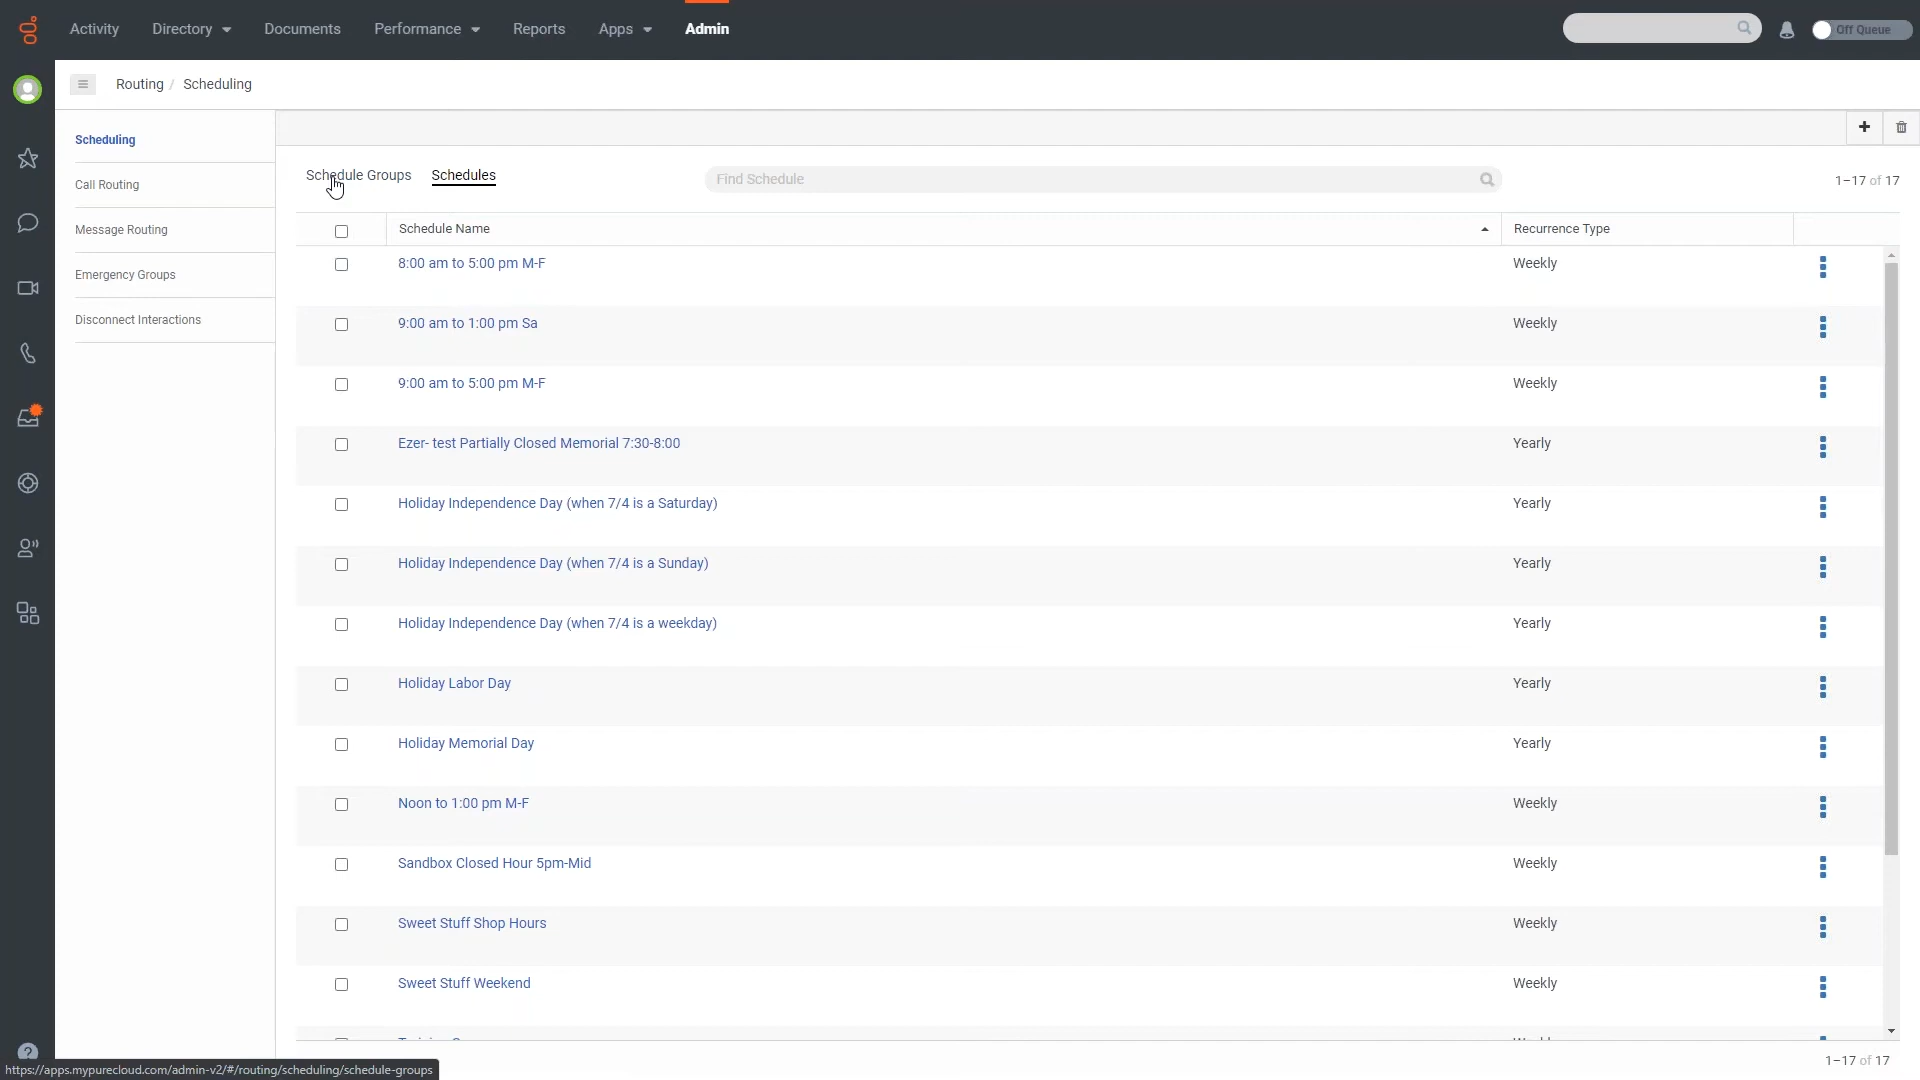 Activity
Directory
Documents
Performance
Reports
Apps
Admin
Off Queue
Routing / Scheduling
Scheduling
Call Routing
Message Routing
Emergency Groups
Disconnect Interactions
Schedule Groups
Schedules
Find Schedule
1–17 of 17
Schedule Name
Recurrence Type
8:00 am to 5:00 pm M-F
Weekly
9:00 am to 1:00 pm Sa
Weekly
9:00 am to 5:00 pm M-F
Weekly
Ezer- test Partially Closed Memorial 7:30-8:00
Yearly
Holiday Independence Day (when 7/4 is a Saturday)
Yearly
Holiday Independence Day (when 7/4 is a Sunday)
Yearly
Holiday Independence Day (when 7/4 is a weekday)
Yearly
Holiday Labor Day
Yearly
Holiday Memorial Day
Yearly
Noon to 1:00 pm M-F
Weekly
Sandbox Closed Hour 5pm-Mid
Weekly
Sweet Stuff Shop Hours
Weekly
Sweet Stuff Weekend
Weekly
1–17 of 17
https://apps.mypurecloud.com/admin-v2/#/routing/scheduling/schedule-groups